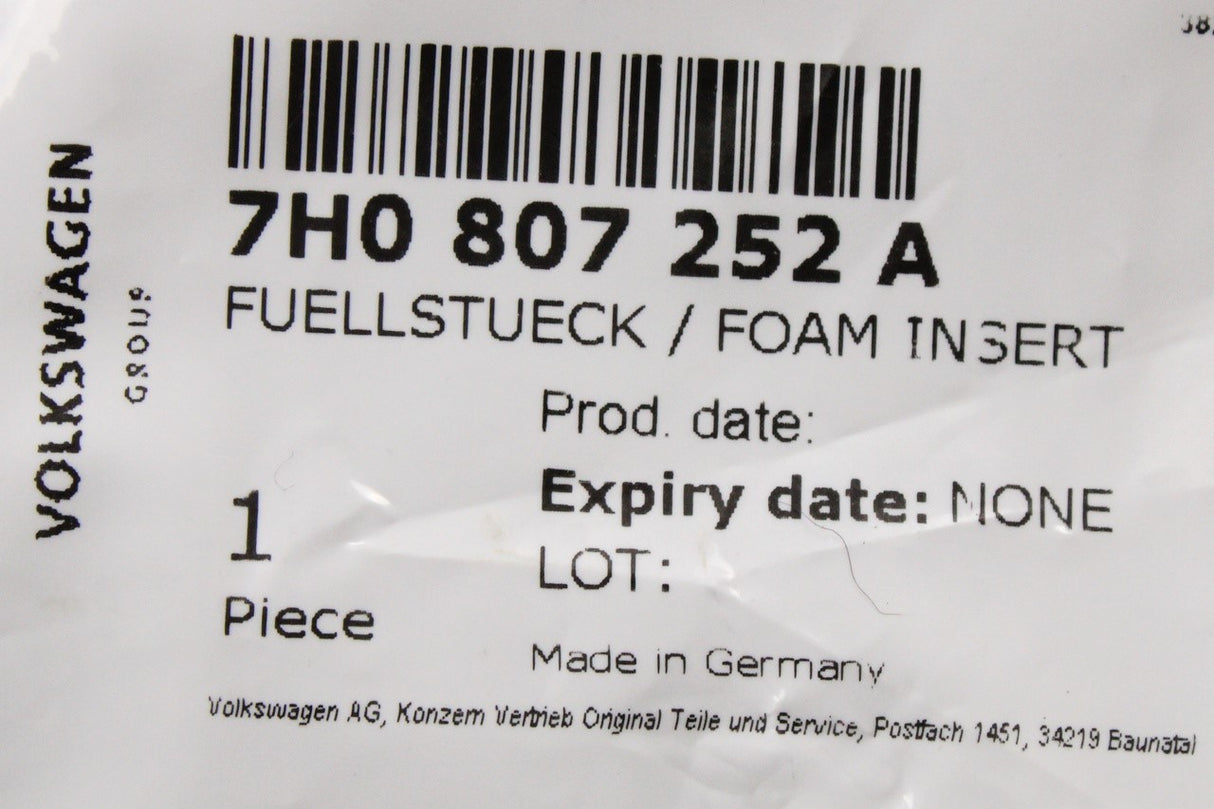 VOLKSWAGEN
GROUP
7H0 807 252 A
FUELLSTUECK / FOAM INSERT
Prod. date:
Expiry date: NONE
LOT:
1
Piece
Made in Germany
Volkswagen AG, Konzern Vertrieb Original Teile und Service, Postfach 1451, 34219 Baunatal